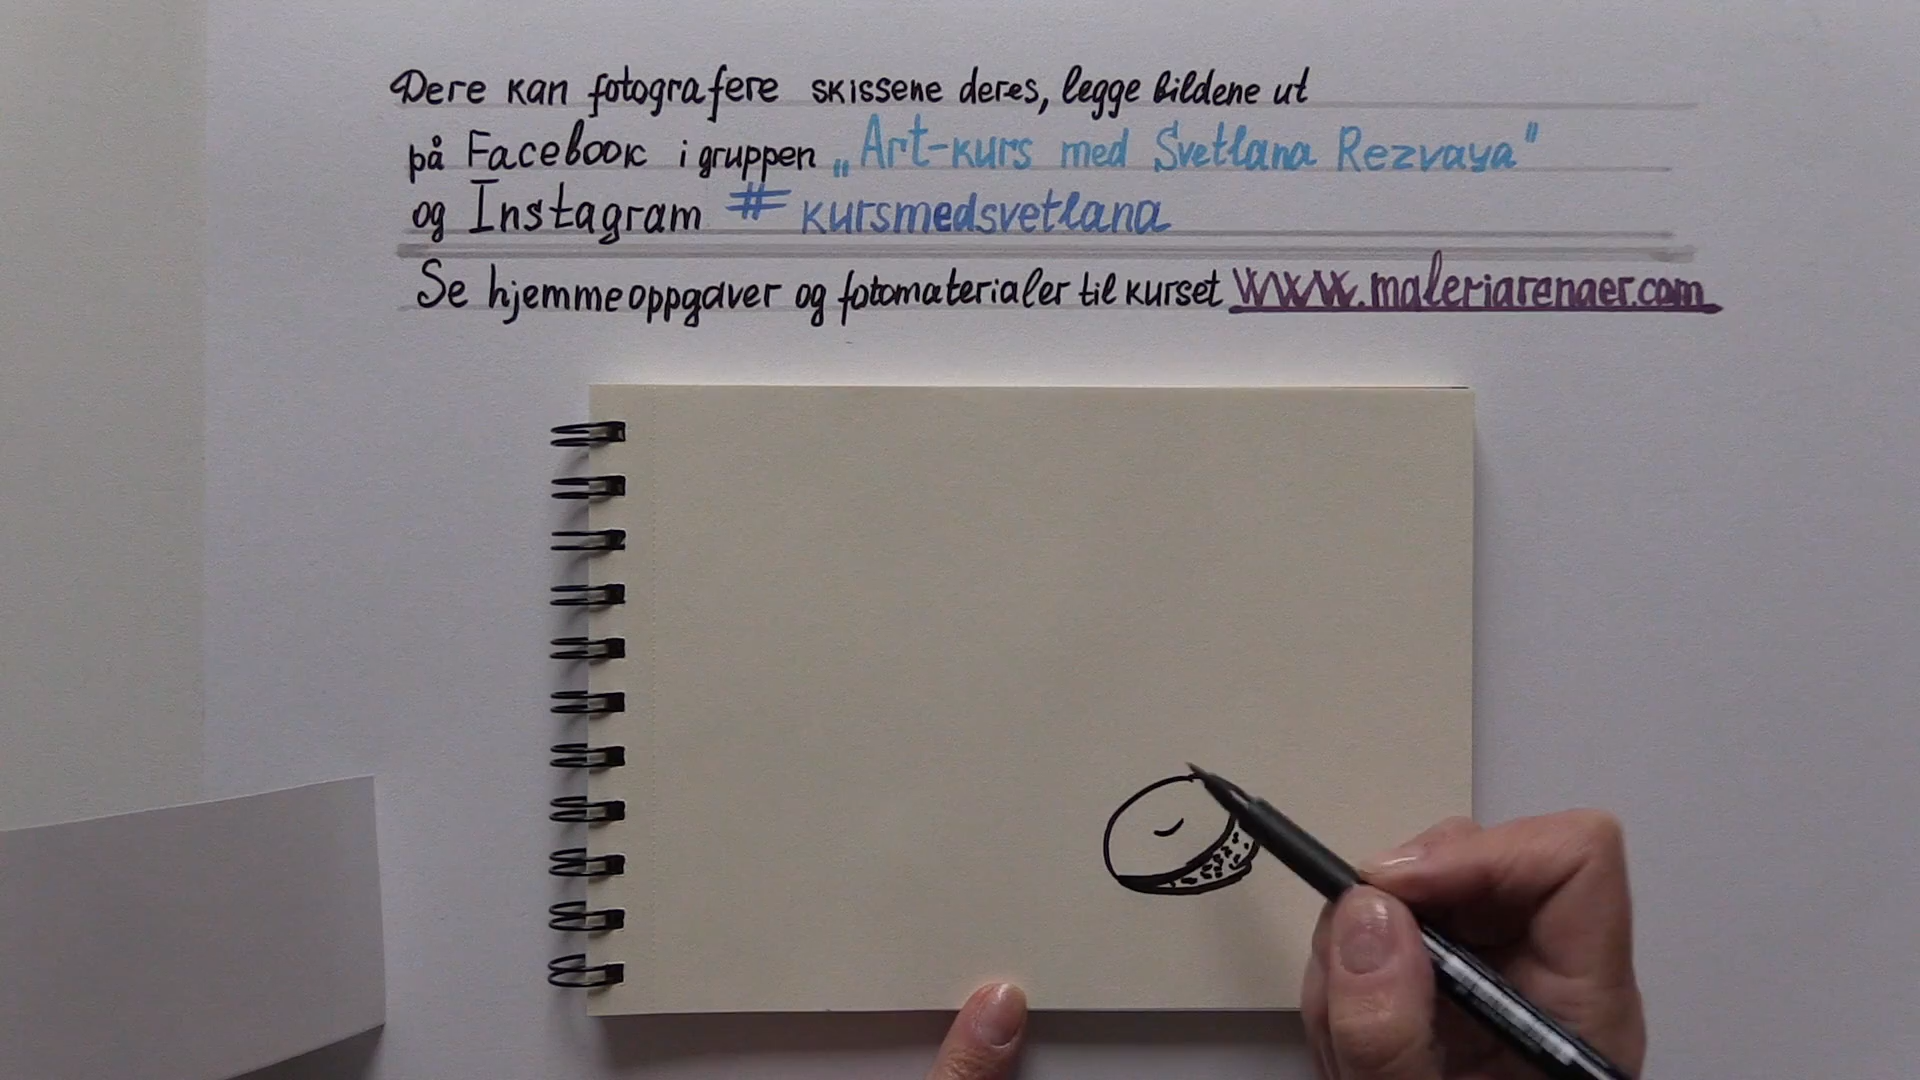 Dere kan fotografere skissene deres, legge bildene ut
på Facebook i gruppen „Art-kurs med Svetlana Rezvaya"
og Instagram # kursmedsvetlana
Se hjemmeoppgaver og fotomaterialer til kurset www.maleriarenaer.com